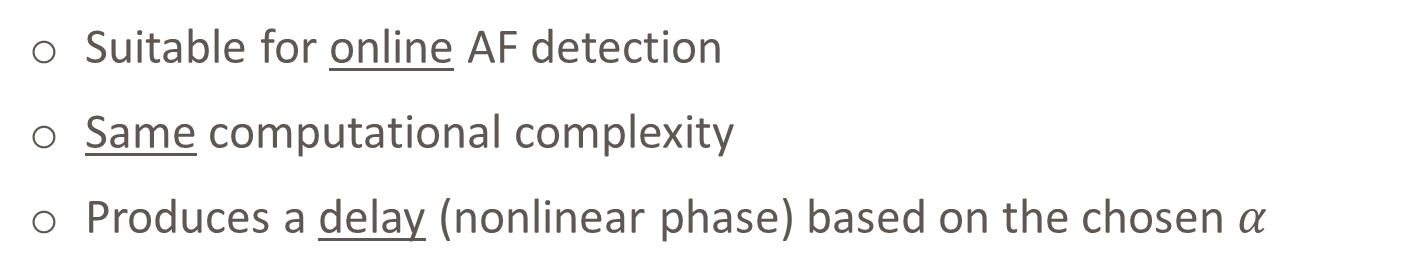 ○ Suitable for online AF detection
○ Same computational complexity
○ Produces a delay (nonlinear phase) based on the chosen α